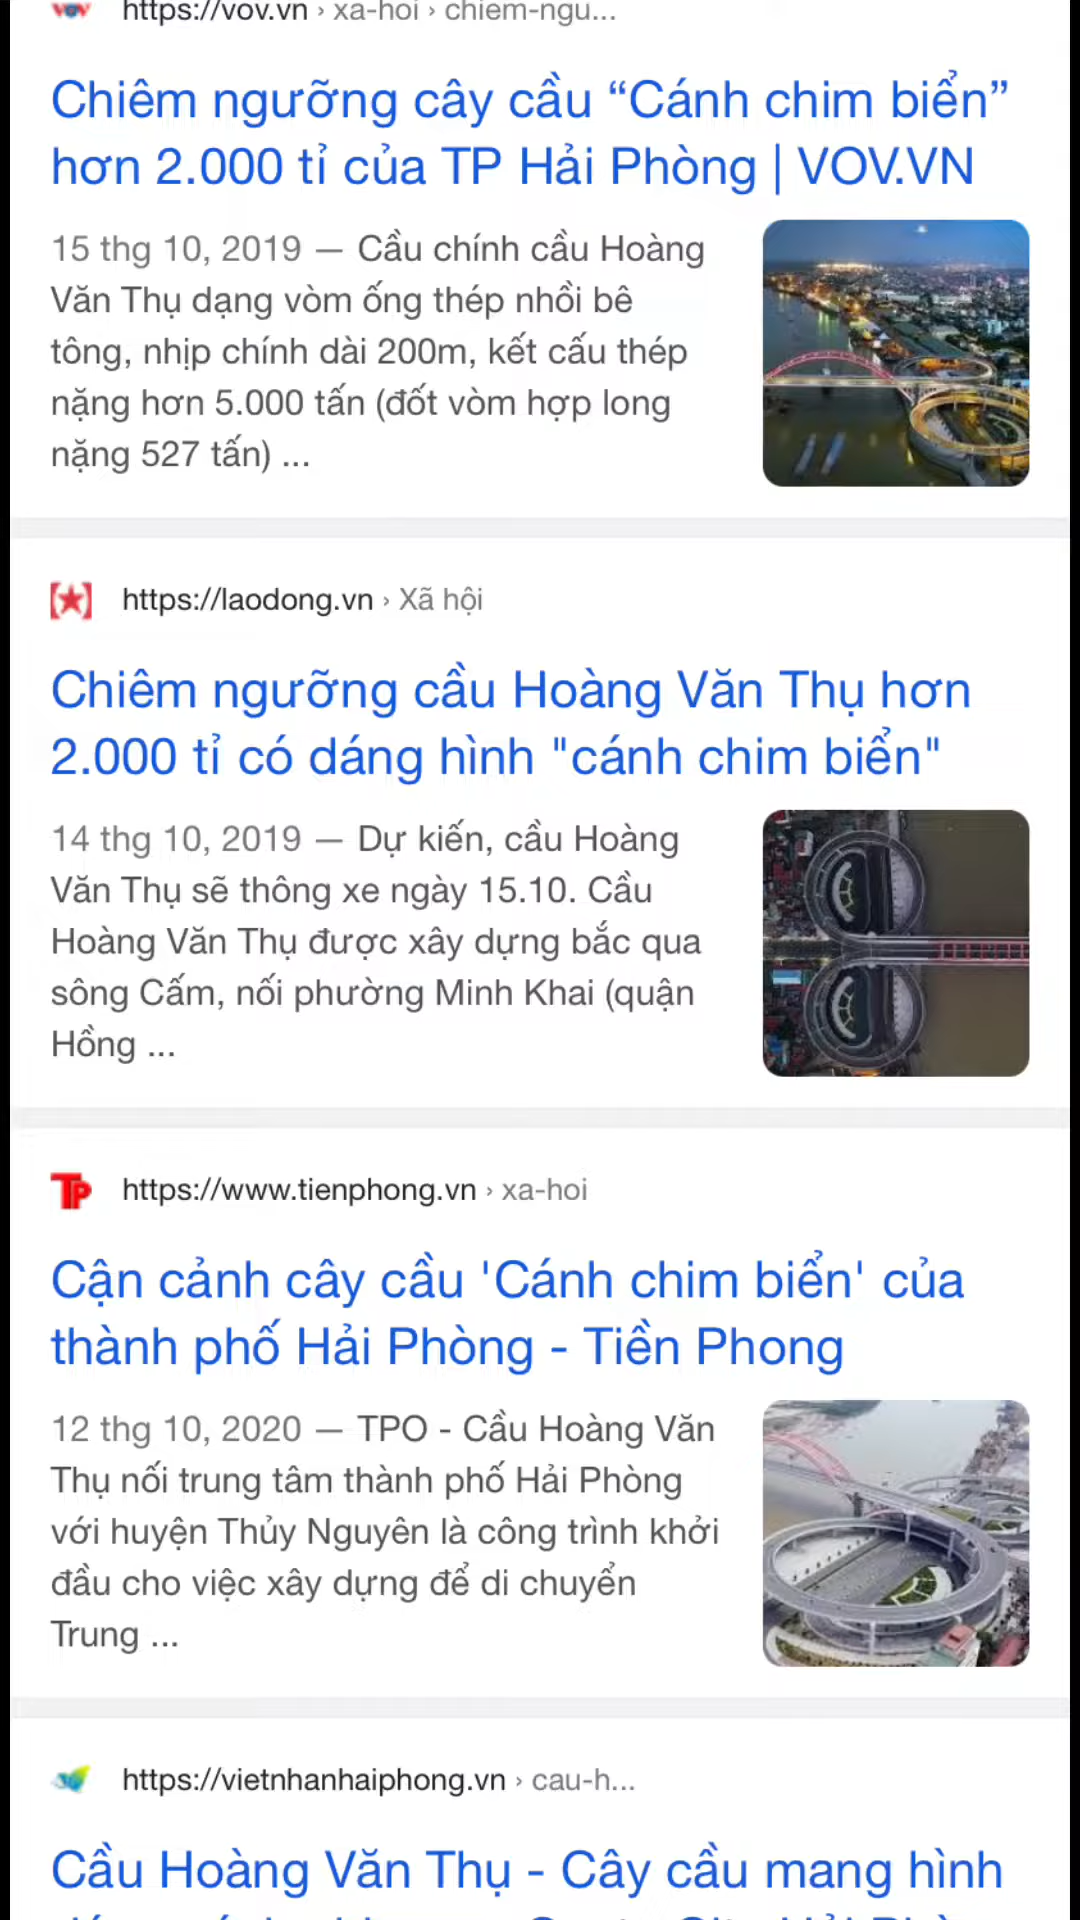 VOV
https://vov.vn › xa-hoi › chiem-ngu...
Chiêm ngưỡng cây cầu “Cánh chim biển”
hơn 2.000 tỉ của TP Hải Phòng | VOV.VN
15 thg 10, 2019 — Cầu chính cầu Hoàng
Văn Thụ dạng vòm ống thép nhồi bê
tông, nhịp chính dài 200m, kết cấu thép
nặng hơn 5.000 tấn (đốt vòm hợp long
nặng 527 tấn) ...
https://laodong.vn › Xã hội
Chiêm ngưỡng cầu Hoàng Văn Thụ hơn
2.000 tỉ có dáng hình "cánh chim biển"
14 thg 10, 2019 — Dự kiến, cầu Hoàng
Văn Thụ sẽ thông xe ngày 15.10. Cầu
Hoàng Văn Thụ được xây dựng bắc qua
sông Cấm, nối phường Minh Khai (quận
Hồng ...
TP
https://www.tienphong.vn › xa-hoi
Cận cảnh cây cầu 'Cánh chim biển' của
thành phố Hải Phòng - Tiền Phong
12 thg 10, 2020 — TPO - Cầu Hoàng Văn
Thụ nối trung tâm thành phố Hải Phòng
với huyện Thủy Nguyên là công trình khởi
đầu cho việc xây dựng để di chuyển
Trung ...
https://vietnhanhaiphong.vn › cau-h...
Cầu Hoàng Văn Thụ - Cây cầu mang hình